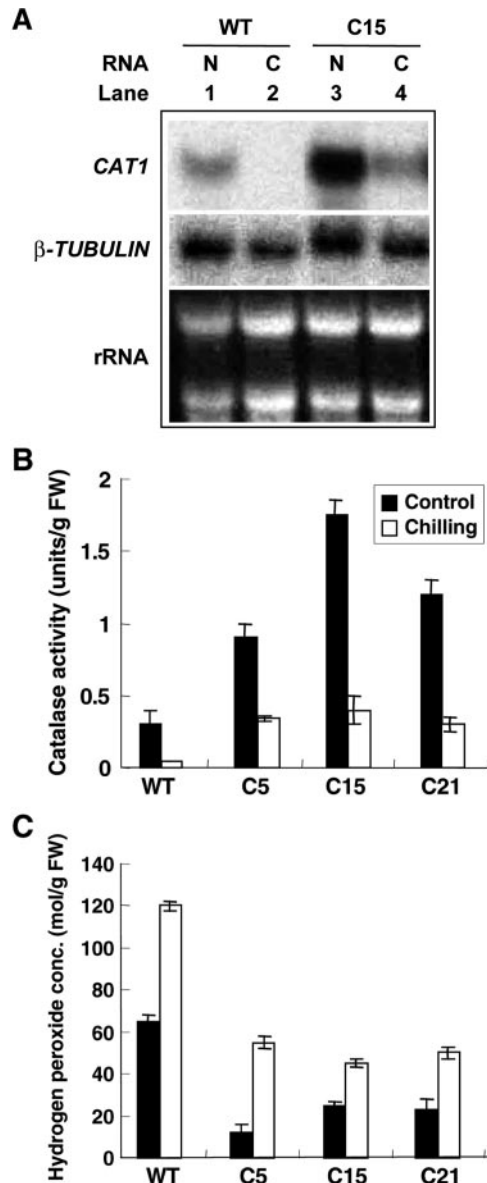 A
WT C15
RNA N C N C
Lane 1 2 3 4
CAT1
β-TUBULIN
rRNA
B
Catalase activity (units/g FW)
2
1.5
1
0.5
0
Control
Chilling
WT C5 C15 C21
C
Hydrogen peroxide conc. (mol/g FW)
140
120
100
80
60
40
20
0
WT C5 C15 C21